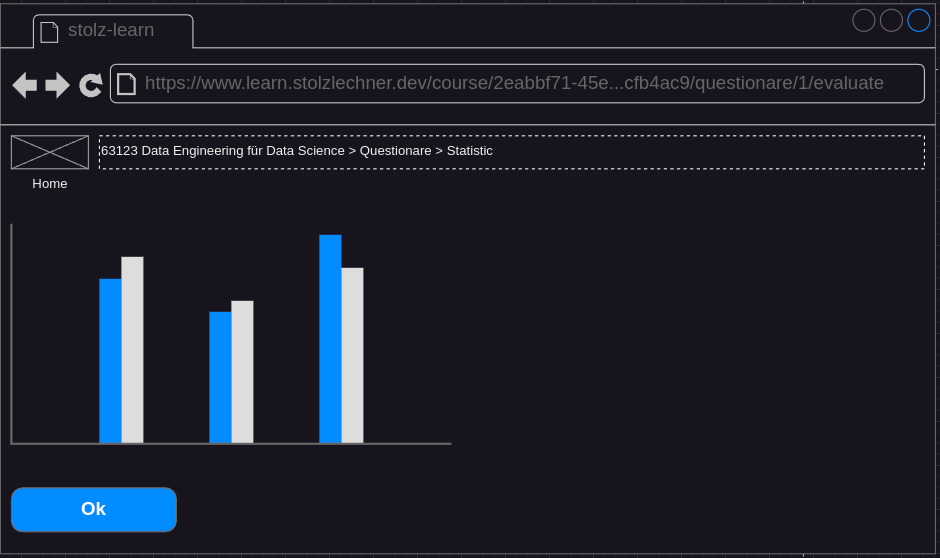 stolz-learn
https://www.learn.stolzlechner.dev/course/2eabbf71-45e...cfb4ac9/questionare/1/evaluate
63123 Data Engineering für Data Science > Questionare > Statistic
Home
Ok